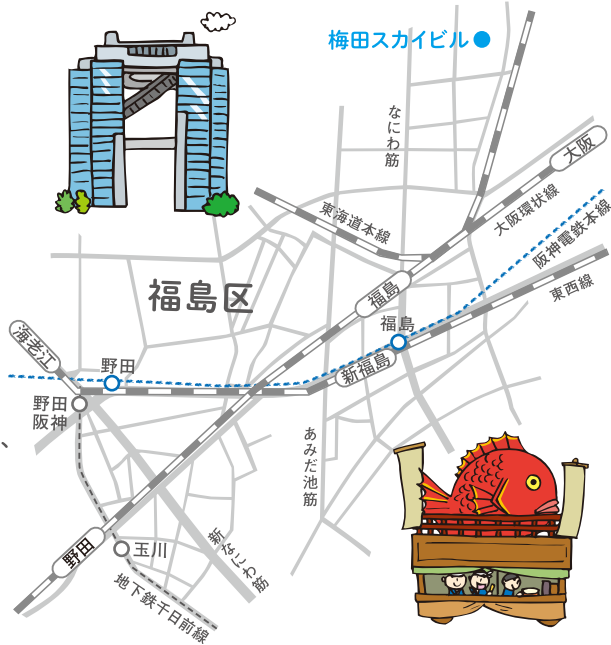 梅田スカイビル
なにわ筋
大阪
東海道本線
大阪環状線
阪神電鉄本線
福島区
福島
東西線
福島
海老江
新福島
野田
野田
阪神
あみだ池筋
新なにわ筋
野田
玉川
地下鉄千日前線
、